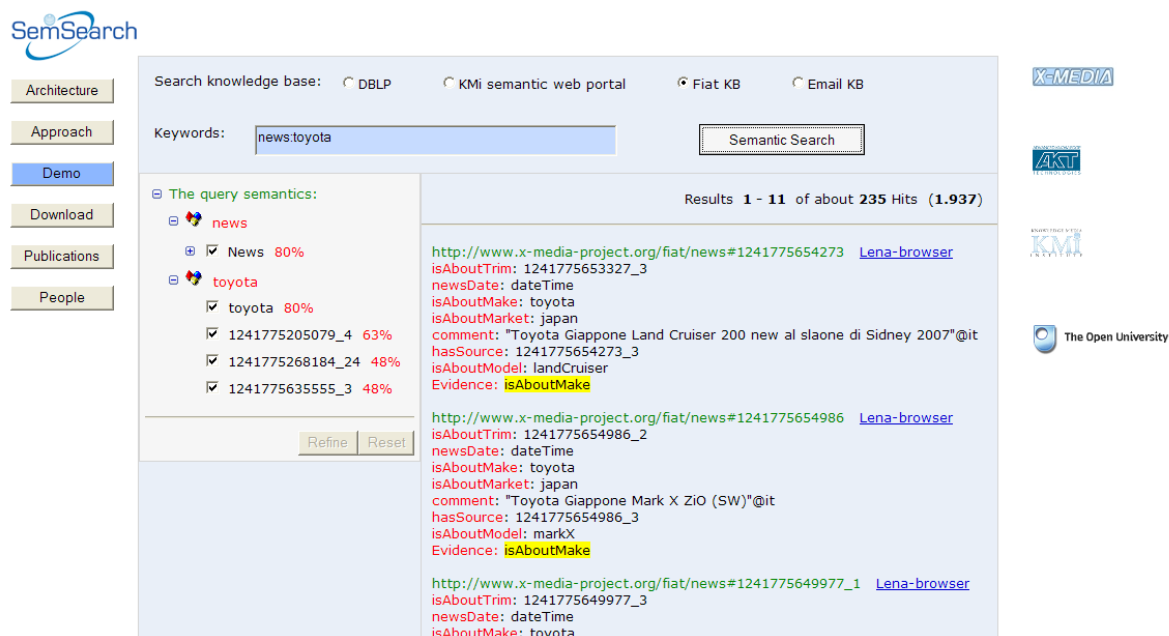 SemSearch
Architecture
Approach
Demo
Download
Publications
People
Search knowledge base: DBLP KMi semantic web portal Fiat KB Email KB
Keywords: news:toyota Semantic Search
The query semantics:
news
News 80%
toyota
toyota 80%
1241775205079_4 63%
1241775268184_24 48%
1241775635555_3 48%
Refine Reset
Results 1 - 11 of about 235 Hits (1.937)
http://www.x-media-project.org/fiat/news#1241775654273 Lena-browser
isAboutTrim: 1241775653327_3
newsDate: dateTime
isAboutMake: toyota
isAboutMarket: japan
comment: "Toyota Giappone Land Cruiser 200 new al slaone di Sidney 2007"@it
hasSource: 1241775654273_3
isAboutModel: landCruiser
Evidence: isAboutMake
http://www.x-media-project.org/fiat/news#1241775654986 Lena-browser
isAboutTrim: 1241775654986_2
newsDate: dateTime
isAboutMake: toyota
isAboutMarket: japan
comment: "Toyota Giappone Mark X ZiO (SW)"@it
hasSource: 1241775654986_3
isAboutModel: markX
Evidence: isAboutMake
http://www.x-media-project.org/fiat/news#1241775649977_1 Lena-browser
isAboutTrim: 1241775649977_3
newsDate: dateTime
isAboutMake: toyota
X-MEDIA
AKT
TECHNOLOGIES
KMi
The Open University